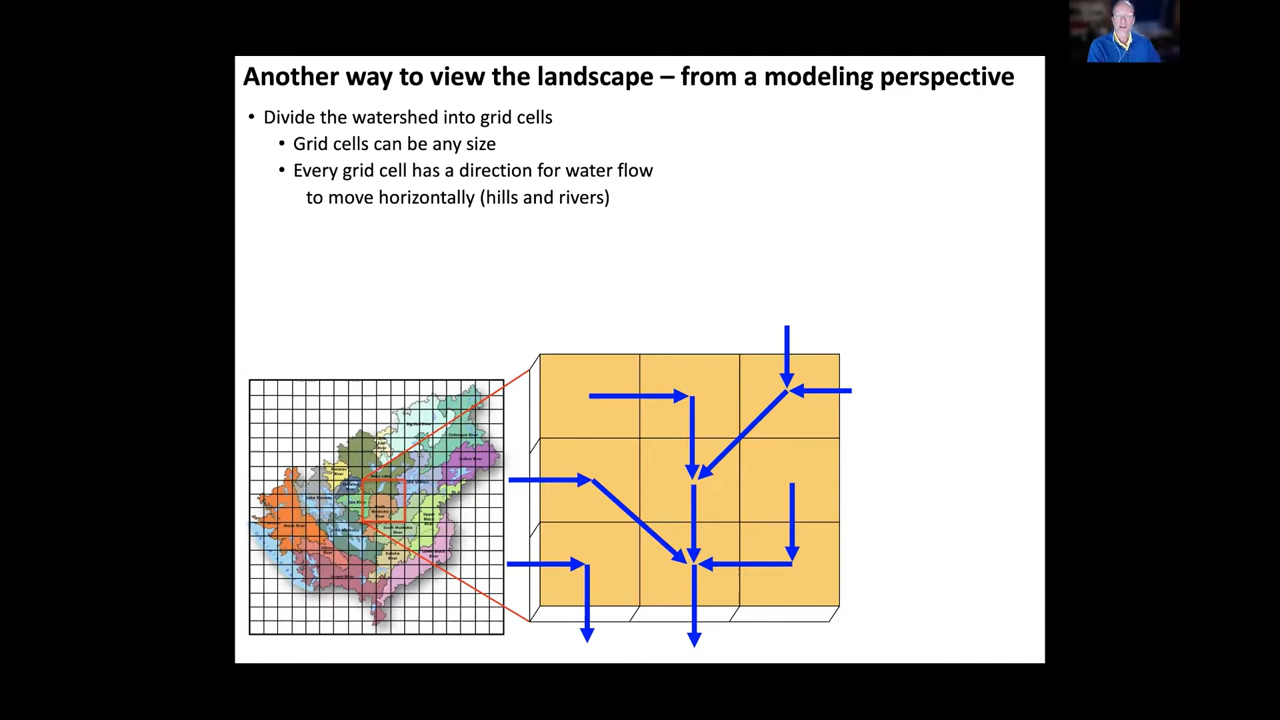 Another way to view the landscape – from a modeling perspective
• Divide the watershed into grid cells
• Grid cells can be any size
• Every grid cell has a direction for water flow
to move horizontally (hills and rivers)